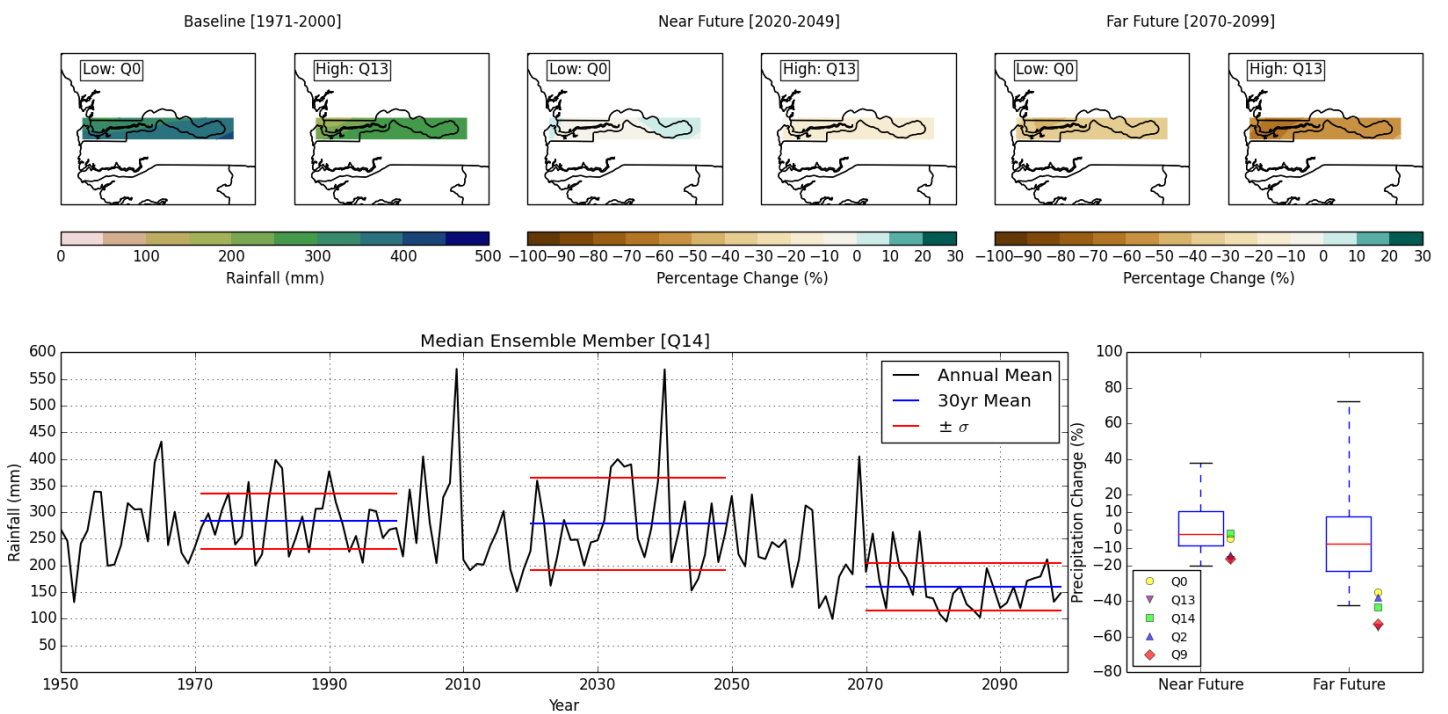 Baseline [1971-2000] Near Future [2020-2049] Far Future [2070-2099]
Low: Q0 High: Q13 Low: Q0 High: Q13 Low: Q0 High: Q13
0 100 200 300 400 500 −100−90 −80 −70 −60 −50 −40 −30 −20 −10 0 10 20 30 −100−90 −80 −70 −60 −50 −40 −30 −20 −10 0 10 20 30
Rainfall (mm) Percentage Change (%) Percentage Change (%)
Median Ensemble Member [Q14]
600
550
500
450
400
350
300
250
200
150
100
50
Rainfall (mm)
Annual Mean
30yr Mean
± σ
1950 1970 1990 2010 2030 2050 2070 2090
Year
100
80
60
40
20
10
0
−10
−20
−40
−60
−80
Precipitation Change (%)
Q0
Q13
Q14
Q2
Q9
Near Future Far Future